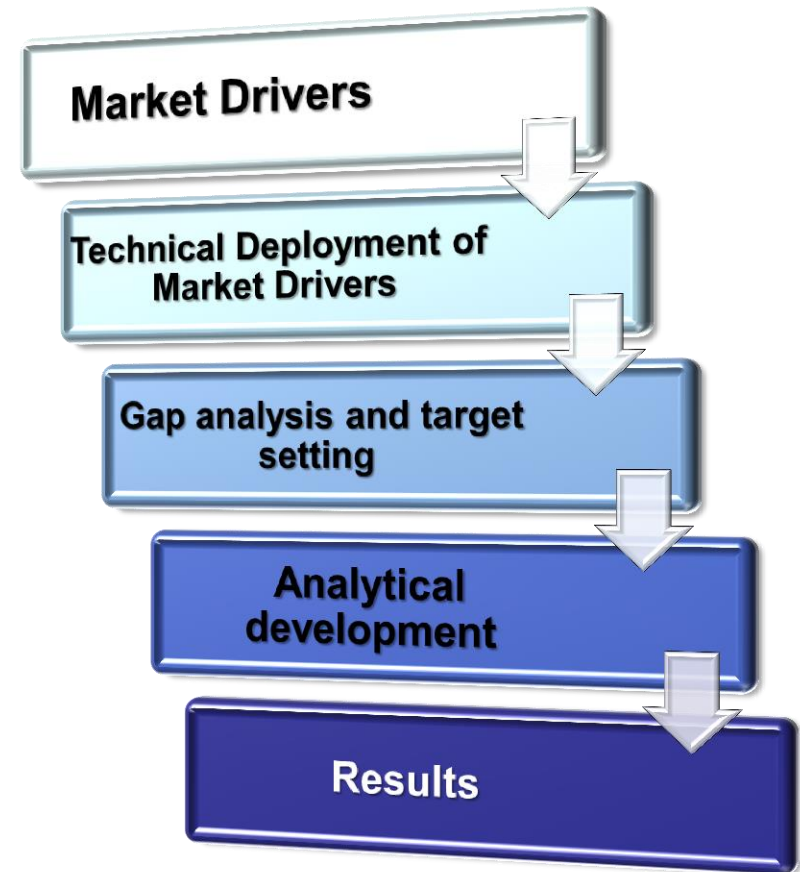 Market Drivers
Technical Deployment of
Market Drivers
Gap analysis and target
setting
Analytical
development
Results